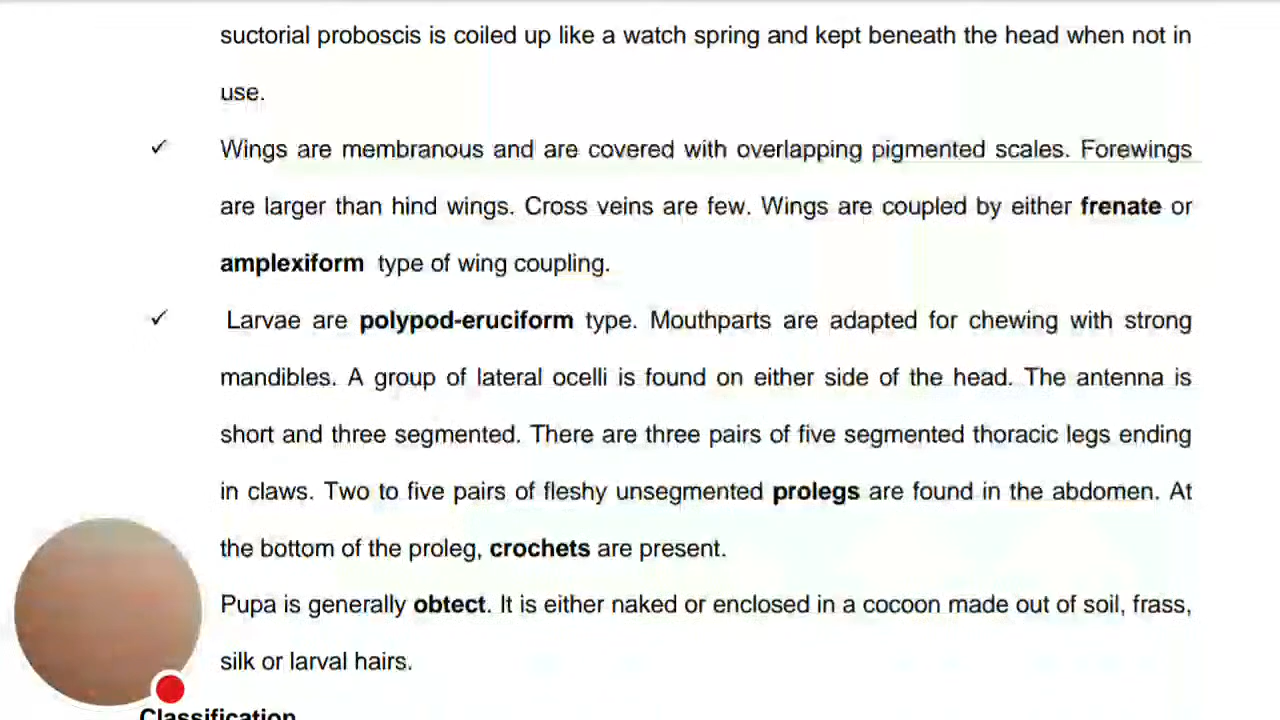 suctorial proboscis is coiled up like a watch spring and kept beneath the head when not in
use.
✓ Wings are membranous and are covered with overlapping pigmented scales. Forewings
are larger than hind wings. Cross veins are few. Wings are coupled by either frenate or
amplexiform type of wing coupling.
✓ Larvae are polypod-eruciform type. Mouthparts are adapted for chewing with strong
mandibles. A group of lateral ocelli is found on either side of the head. The antenna is
short and three segmented. There are three pairs of five segmented thoracic legs ending
in claws. Two to five pairs of fleshy unsegmented prolegs are found in the abdomen. At
the bottom of the proleg, crochets are present.
Pupa is generally obtect. It is either naked or enclosed in a cocoon made out of soil, frass,
silk or larval hairs.
Classification